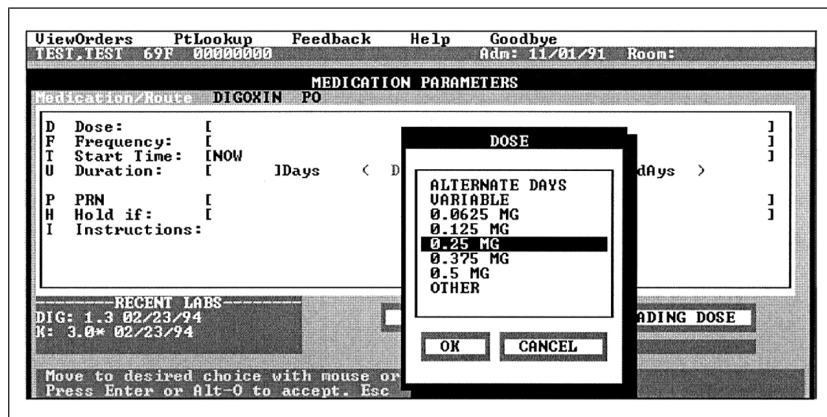 ViewOrders PtLookup Feedback Help Goodbye
TEST,TEST 69F 00000000 Adm: 11/01/91 Room:
MEDICATION PARAMETERS
Medication/Route DIGOXIN PO
D Dose: [ ]
F Frequency: [ ]
T Start Time: [NOW ]
U Duration: [ ]Days < D dAys >
P PRN [ ]
H Hold if: [ ]
I Instructions:
DOSE
ALTERNATE DAYS
VARIABLE
0.0625 MG
0.125 MG
0.25 MG
0.375 MG
0.5 MG
OTHER
OK CANCEL
--------RECENT LABS--------
DIG: 1.3 02/23/94
K: 3.0* 02/23/94
ADING DOSE
Move to desired choice with mouse or
Press Enter or Alt-O to accept. Esc